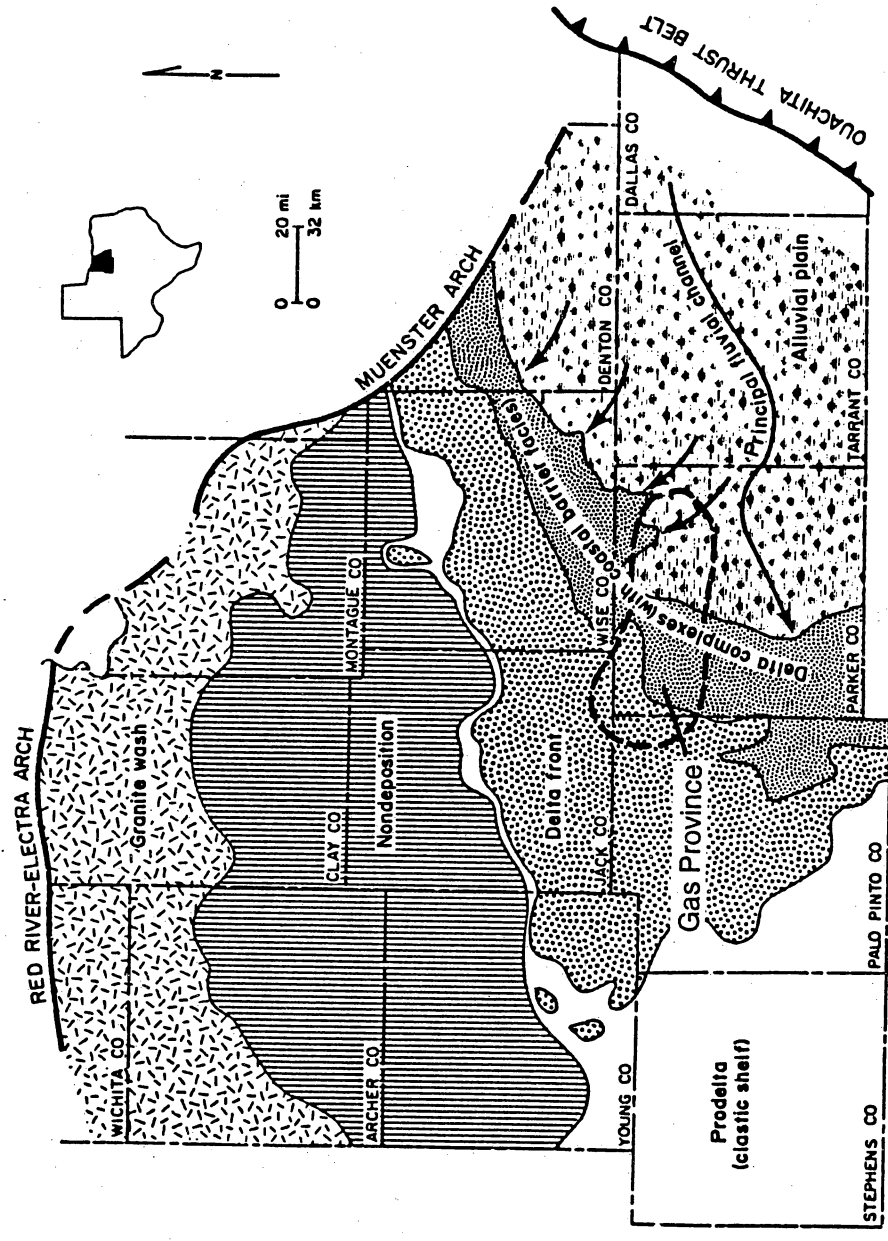 RED RIVER-ELECTRA ARCH
MUENSTER ARCH
OUACHITA THRUST BELT
N
0 20 mi
0 32 km
WICHITA CO
Granite wash
CLAY CO
MONTAGUE CO
ARCHER CO
Nondeposition
YOUNG CO
JACK CO
WISE CO
DENTON CO
DALLAS CO
Delta front
Delta complexes (with coastal barrier facies)
Principal fluvial channel
Alluvial plain
Gas Province
Prodelta
(clastic shelf)
STEPHENS CO
PALO PINTO CO
PARKER CO
TARRANT CO